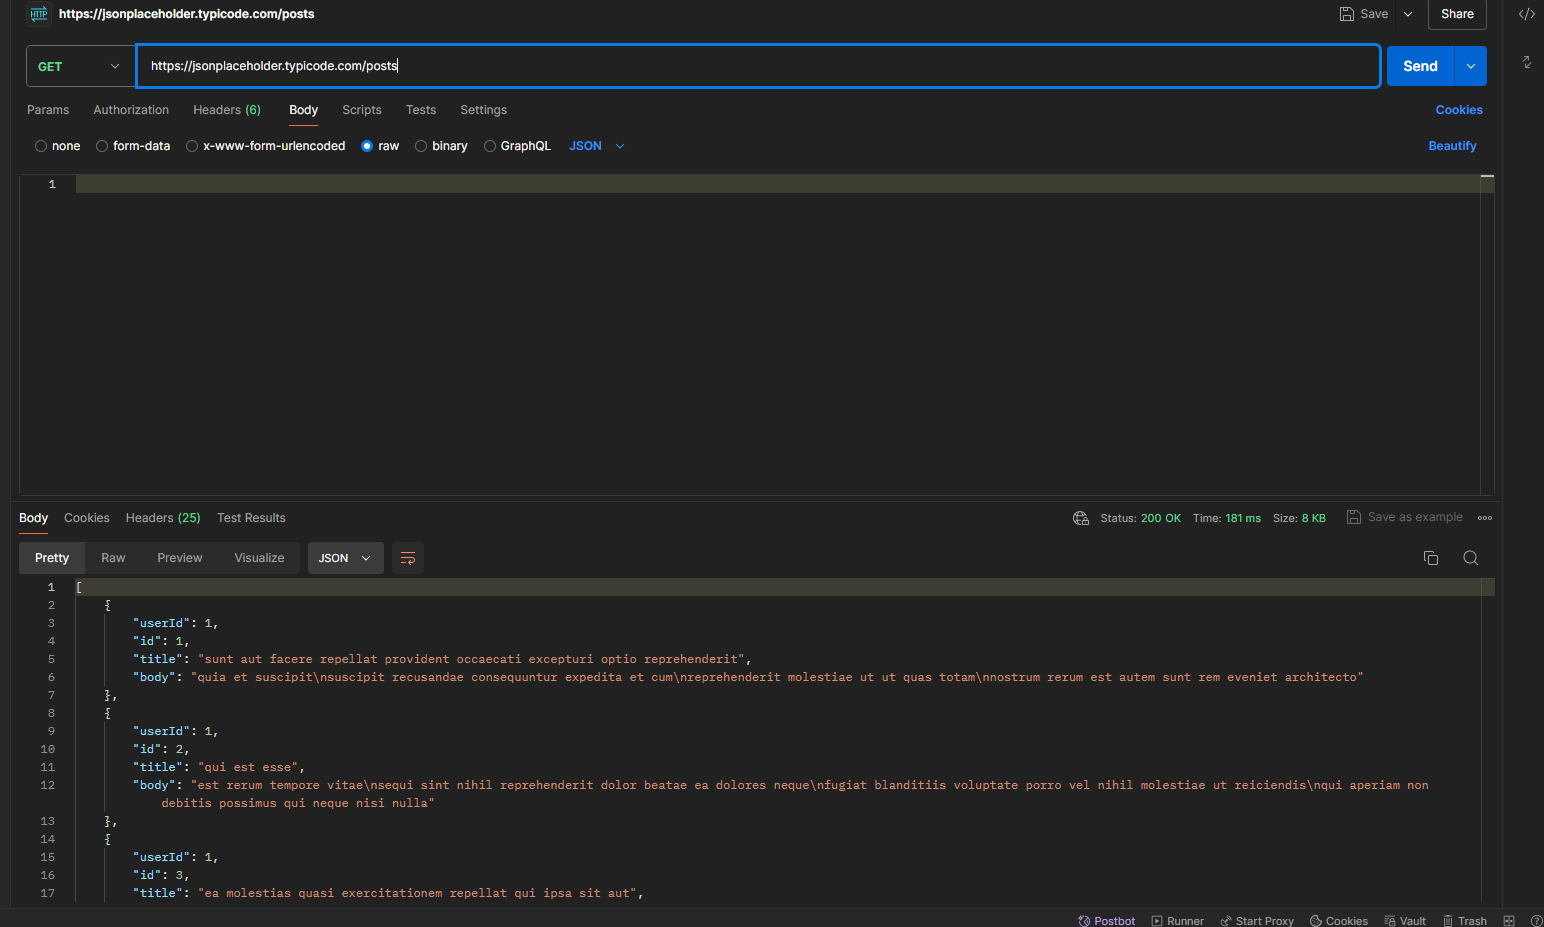 HTTP https://jsonplaceholder.typicode.com/posts Save Share
GET https://jsonplaceholder.typicode.com/posts Send
Params Authorization Headers (6) Body Scripts Tests Settings Cookies
none form-data x-www-form-urlencoded raw binary GraphQL JSON Beautify
1
Body Cookies Headers (25) Test Results Status: 200 OK Time: 181 ms Size: 8 KB Save as example
Pretty Raw Preview Visualize JSON
1 [
2 {
3 "userId": 1,
4 "id": 1,
5 "title": "sunt aut facere repellat provident occaecati excepturi optio reprehenderit",
6 "body": "quia et suscipit\nsuscipit recusandae consequuntur expedita et cum\nreprehenderit molestiae ut ut quas totam\nnostrum rerum est autem sunt rem eveniet architecto"
7 },
8 {
9 "userId": 1,
10 "id": 2,
11 "title": "qui est esse",
12 "body": "est rerum tempore vitae\nsequi sint nihil reprehenderit dolor beatae ea dolores neque\nfugiat blanditiis voluptate porro vel nihil molestiae ut reiciendis\nqui aperiam non
debitis possimus qui neque nisi nulla"
13 },
14 {
15 "userId": 1,
16 "id": 3,
17 "title": "ea molestias quasi exercitationem repellat qui ipsa sit aut",
Postbot Runner Start Proxy Cookies Vault Trash